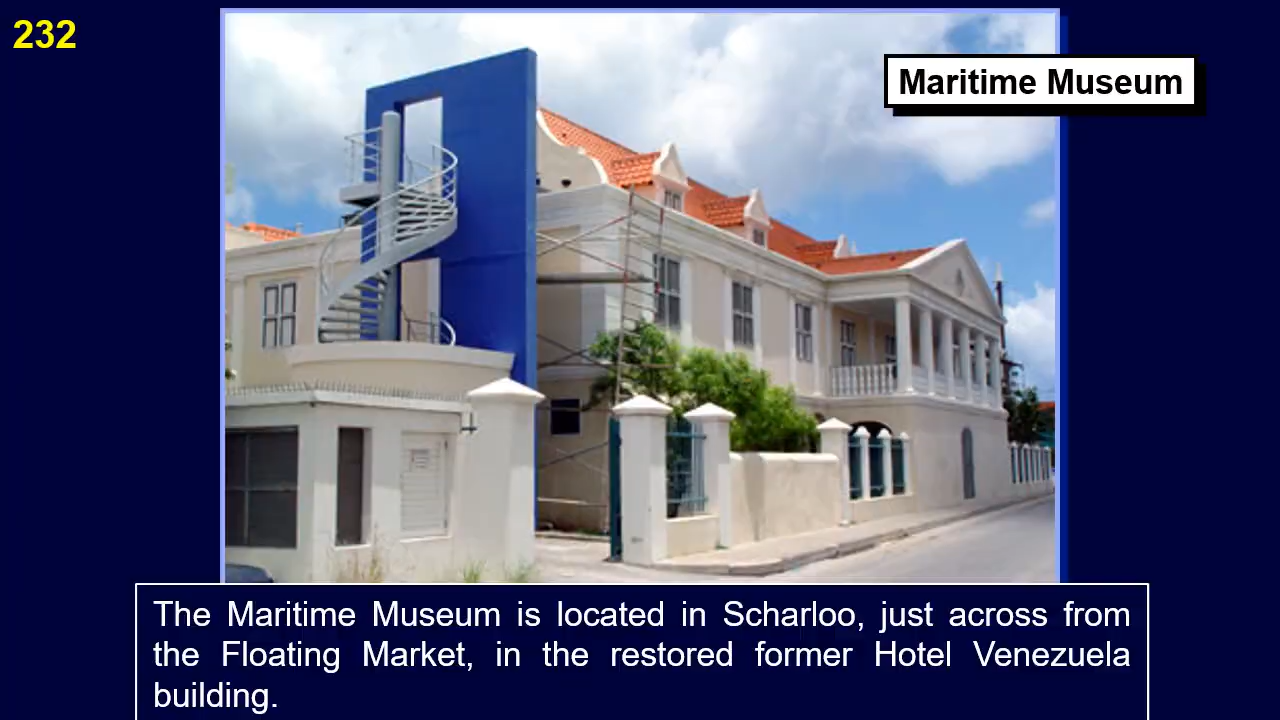 232
Maritime Museum
The Maritime Museum is located in Scharloo, just across from
the Floating Market, in the restored former Hotel Venezuela
building.